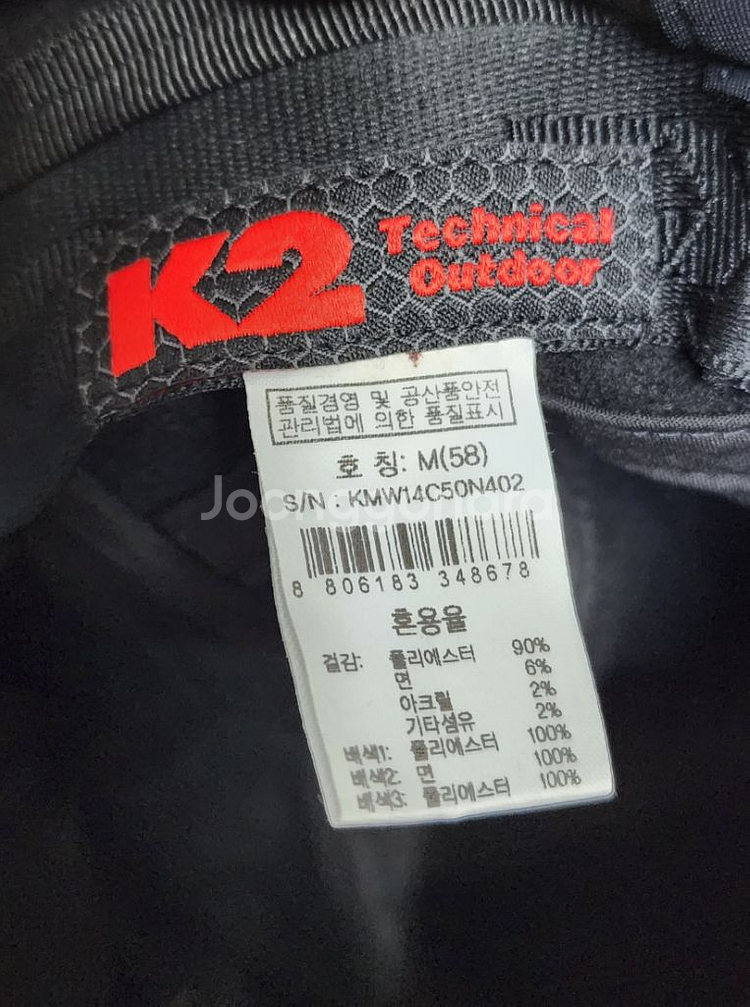 K2 Technical
Outdoor
품질경영 및 공산품안전
관리법에 의한 품질표시
호 칭: M(58)
S/N : KMW14C50N402
Joonggonara
8 806183 348678
혼용율
겉감: 폴리에스터 90%
면 6%
아크릴 2%
기타섬유 2%
배색1: 폴리에스터 100%
배색2: 면 100%
배색3: 폴리에스터 100%